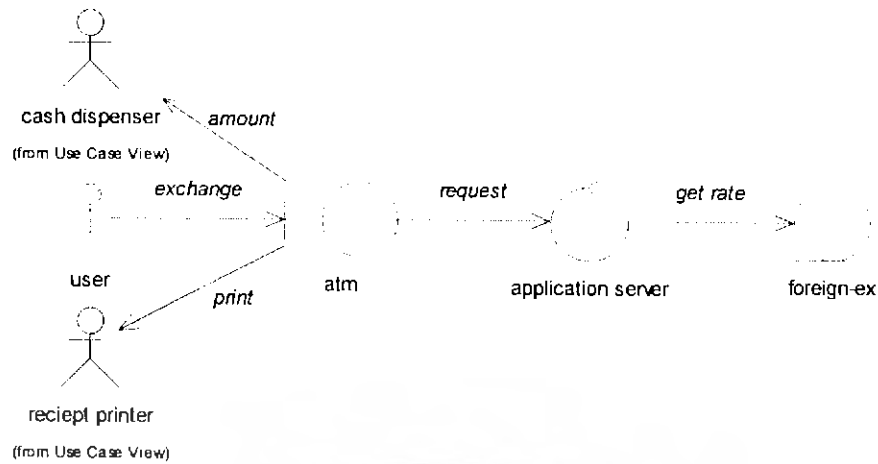 cash dispenser
amount
(from Use Case View)
exchange
request
get rate
user
print
atm
application server
foreign-ex
reciept printer
(from Use Case View)